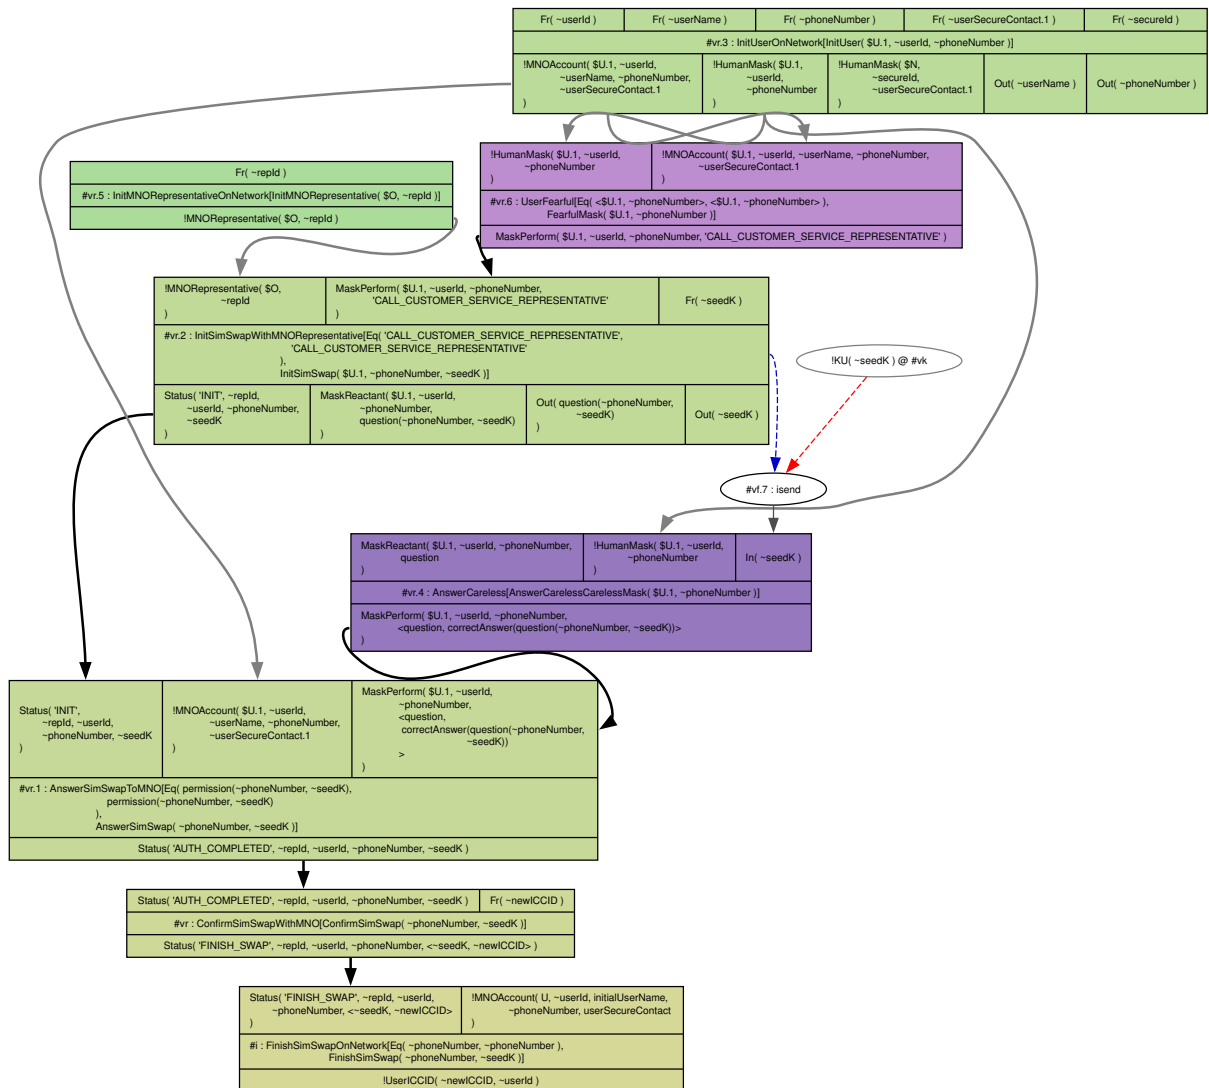 Fr( ~userId )
Fr( ~userName )
Fr( ~phoneNumber )
Fr( ~userSecureContact.1 )
Fr( ~secureId )
#vr.3 : InitUserOnNetwork[InitUser( $U.1, ~userId, ~phoneNumber )]
!MNOAccount( $U.1, ~userId,
~userName, ~phoneNumber,
~userSecureContact.1
)
!HumanMask( $U.1,
~userId,
~phoneNumber
)
!HumanMask( $N,
~secureId,
~userSecureContact.1
)
Out( ~userName )
Out( ~phoneNumber )
!HumanMask( $U.1, ~userId,
~phoneNumber
)
!MNOAccount( $U.1, ~userId, ~userName, ~phoneNumber,
~userSecureContact.1
)
#vr.6 : UserFearful[Eq( <$U.1, ~phoneNumber>, <$U.1, ~phoneNumber> ),
FearfulMask( $U.1, ~phoneNumber )]
MaskPerform( $U.1, ~userId, ~phoneNumber, 'CALL_CUSTOMER_SERVICE_REPRESENTATIVE' )
Fr( ~repId )
#vr.5 : InitMNORepresentativeOnNetwork[InitMNORepresentative( $O, ~repId )]
!MNORepresentative( $O, ~repId )
!MNORepresentative( $O,
~repId
)
MaskPerform( $U.1, ~userId, ~phoneNumber,
'CALL_CUSTOMER_SERVICE_REPRESENTATIVE'
)
Fr( ~seedK )
#vr.2 : InitSimSwapWithMNORepresentative[Eq( 'CALL_CUSTOMER_SERVICE_REPRESENTATIVE',
'CALL_CUSTOMER_SERVICE_REPRESENTATIVE'
),
InitSimSwap( $U.1, ~phoneNumber, ~seedK )]
Status( 'INIT', ~repId,
~userId, ~phoneNumber,
~seedK
)
MaskReactant( $U.1, ~userId,
~phoneNumber,
question(~phoneNumber, ~seedK)
)
Out( question(~phoneNumber,
~seedK)
)
Out( ~seedK )
!KU( ~seedK ) @ #vk
#vf.7 : isend
MaskReactant( $U.1, ~userId, ~phoneNumber,
question
)
!HumanMask( $U.1, ~userId,
~phoneNumber
)
In( ~seedK )
#vr.4 : AnswerCareless[AnswerCarelessCarelessMask( $U.1, ~phoneNumber )]
MaskPerform( $U.1, ~userId, ~phoneNumber,
<question, correctAnswer(question(~phoneNumber, ~seedK))>
)
Status( 'INIT',
~repId, ~userId,
~phoneNumber, ~seedK
)
!MNOAccount( $U.1, ~userId,
~userName, ~phoneNumber,
~userSecureContact.1
)
MaskPerform( $U.1, ~userId,
~phoneNumber,
<question,
correctAnswer(question(~phoneNumber,
~seedK))
>
)
#vr.1 : AnswerSimSwapToMNO[Eq( permission(~phoneNumber, ~seedK),
permission(~phoneNumber, ~seedK)
),
AnswerSimSwap( ~phoneNumber, ~seedK )]
Status( 'AUTH_COMPLETED', ~repId, ~userId, ~phoneNumber, ~seedK )
Status( 'AUTH_COMPLETED', ~repId, ~userId, ~phoneNumber, ~seedK )
Fr( ~newICCID )
#vr : ConfirmSimSwapWithMNO[ConfirmSimSwap( ~phoneNumber, ~seedK )]
Status( 'FINISH_SWAP', ~repId, ~userId, ~phoneNumber, <~seedK, ~newICCID> )
Status( 'FINISH_SWAP', ~repId, ~userId,
~phoneNumber, <~seedK, ~newICCID>
)
!MNOAccount( U, ~userId, initialUserName,
~phoneNumber, userSecureContact
)
#i : FinishSimSwapOnNetwork[Eq( ~phoneNumber, ~phoneNumber ),
FinishSimSwap( ~phoneNumber, ~seedK )]
!UserICCID( ~newICCID, ~userId )